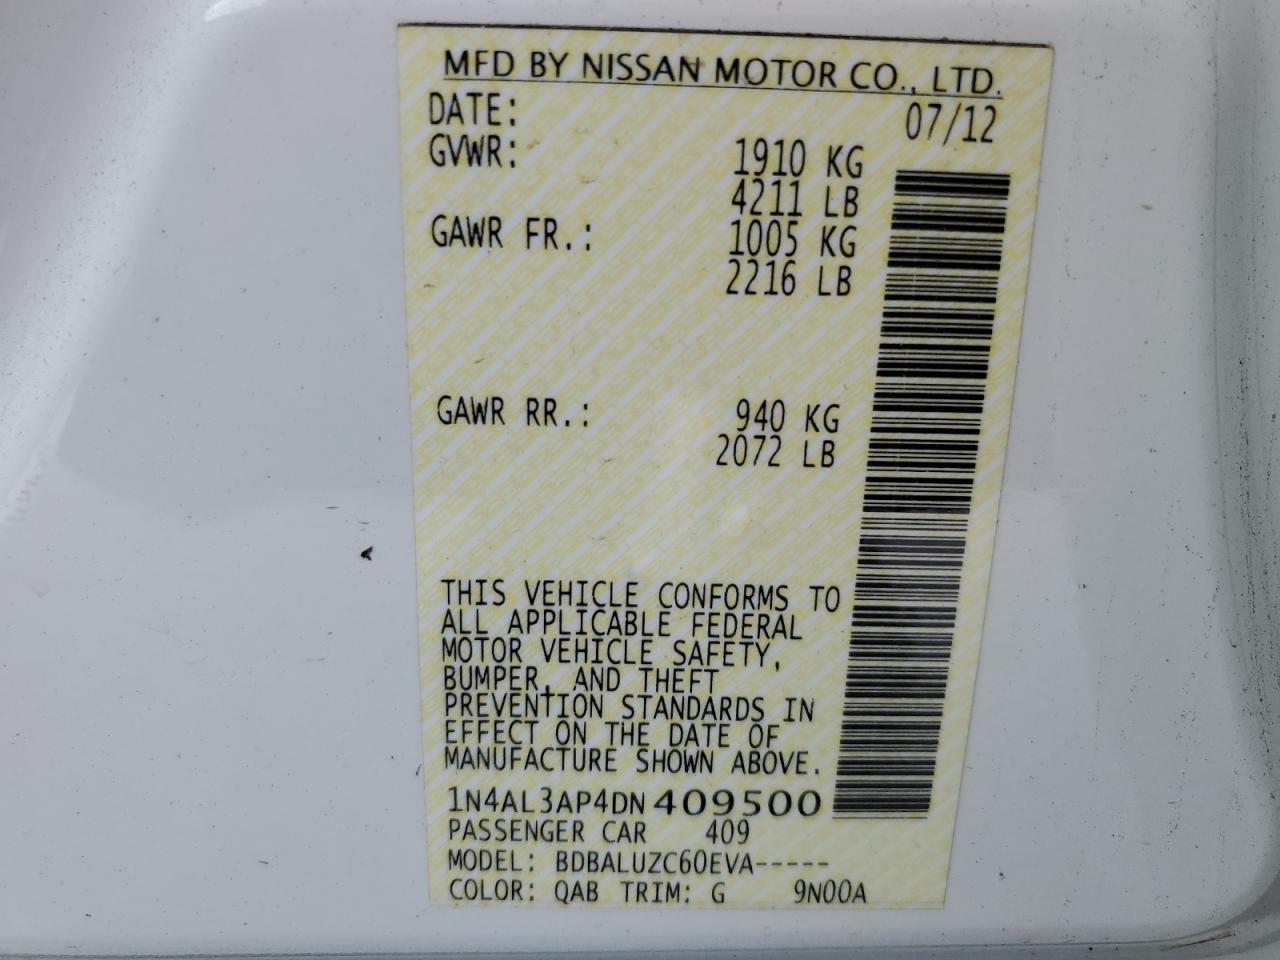 MFD BY NISSAN MOTOR CO., LTD.
DATE: 07/12
GVWR: 1910 KG
4211 LB
GAWR FR.: 1005 KG
2216 LB
GAWR RR.: 940 KG
2072 LB
THIS VEHICLE CONFORMS TO
ALL APPLICABLE FEDERAL
MOTOR VEHICLE SAFETY,
BUMPER, AND THEFT
PREVENTION STANDARDS IN
EFFECT ON THE DATE OF
MANUFACTURE SHOWN ABOVE.
1N4AL3AP4DN409500
PASSENGER CAR 409
MODEL: BDBALUZC60EVA-----
COLOR: QAB TRIM: G 9N00A